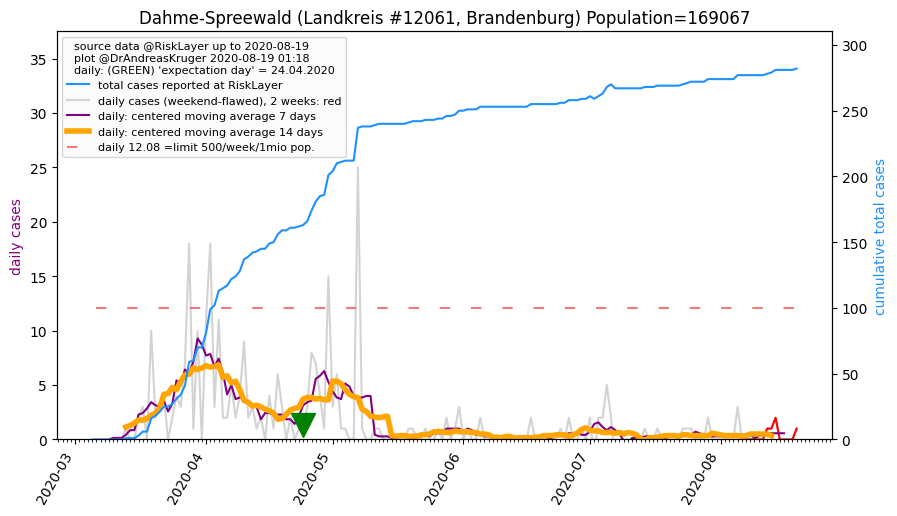 Dahme-Spreewald (Landkreis #12061, Brandenburg) Population=169067
source data @RiskLayer up to 2020-08-19
plot @DrAndreasKruger 2020-08-19 01:18
daily: (GREEN) 'expectation day' = 24.04.2020
total cases reported at RiskLayer
daily cases (weekend-flawed), 2 weeks: red
daily: centered moving average 7 days
daily: centered moving average 14 days
daily 12.08 =limit 500/week/1mio pop.
daily cases
35
30
25
20
15
10
5
0
300
250
200
150
100
50
0
cumulative total cases
2020-03
2020-04
2020-05
2020-06
2020-07
2020-08